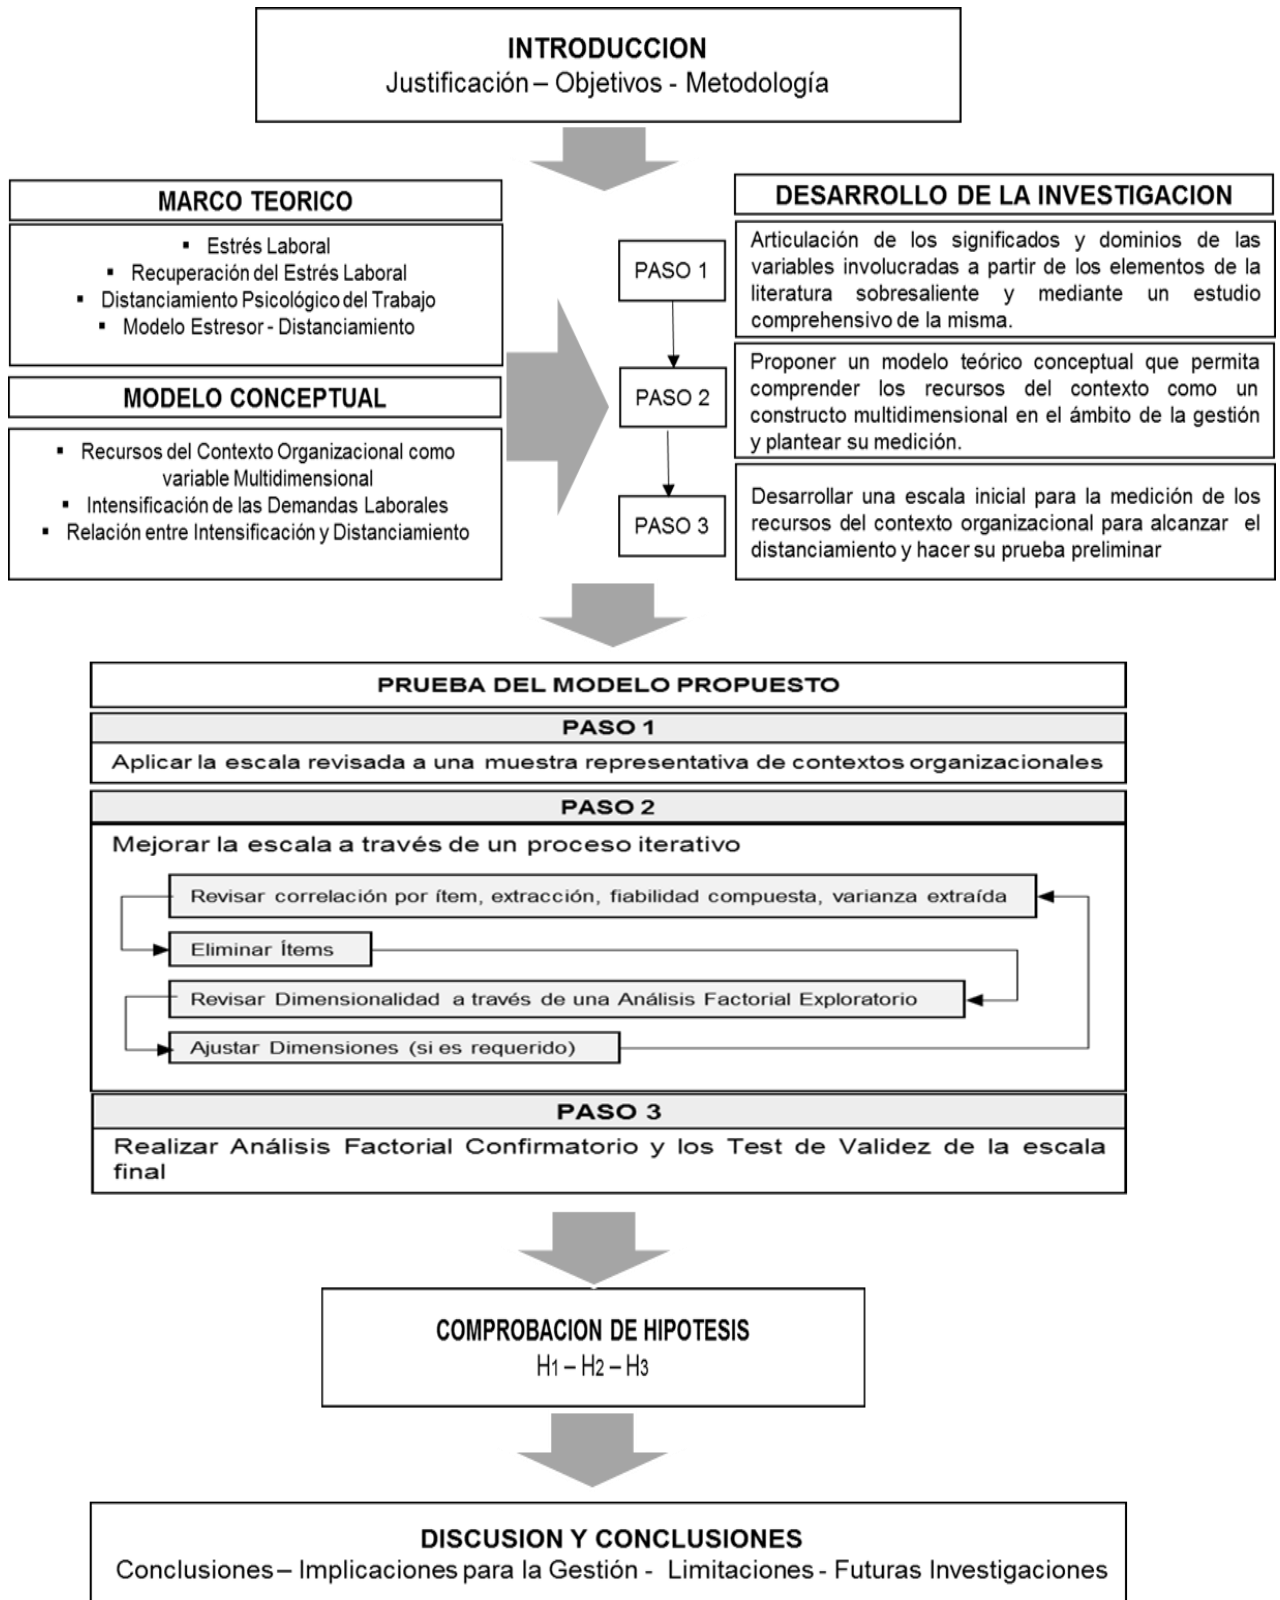 INTRODUCCION
Justificación – Objetivos - Metodología
MARCO TEORICO
▪ Estrés Laboral
▪ Recuperación del Estrés Laboral
▪ Distanciamiento Psicológico del Trabajo
▪ Modelo Estresor - Distanciamiento
MODELO CONCEPTUAL
▪ Recursos del Contexto Organizacional como
variable Multidimensional
▪ Intensificación de las Demandas Laborales
▪ Relación entre Intensificación y Distanciamiento
DESARROLLO DE LA INVESTIGACION
PASO 1
Articulación de los significados y dominios de las
variables involucradas a partir de los elementos de la
literatura sobresaliente y mediante un estudio
comprehensivo de la misma.
PASO 2
Proponer un modelo teórico conceptual que permita
comprender los recursos del contexto como un
constructo multidimensional en el ámbito de la gestión
y plantear su medición.
PASO 3
Desarrollar una escala inicial para la medición de los
recursos del contexto organizacional para alcanzar el
distanciamiento y hacer su prueba preliminar
PRUEBA DEL MODELO PROPUESTO
PASO 1
Aplicar la escala revisada a una muestra representativa de contextos organizacionales
PASO 2
Mejorar la escala a través de un proceso iterativo
Revisar correlación por ítem, extracción, fiabilidad compuesta, varianza extraída
Eliminar Ítems
Revisar Dimensionalidad a través de una Análisis Factorial Exploratorio
Ajustar Dimensiones (si es requerido)
PASO 3
Realizar Análisis Factorial Confirmatorio y los Test de Validez de la escala
final
COMPROBACION DE HIPOTESIS
H1 – H2 – H3
DISCUSION Y CONCLUSIONES
Conclusiones – Implicaciones para la Gestión - Limitaciones - Futuras Investigaciones